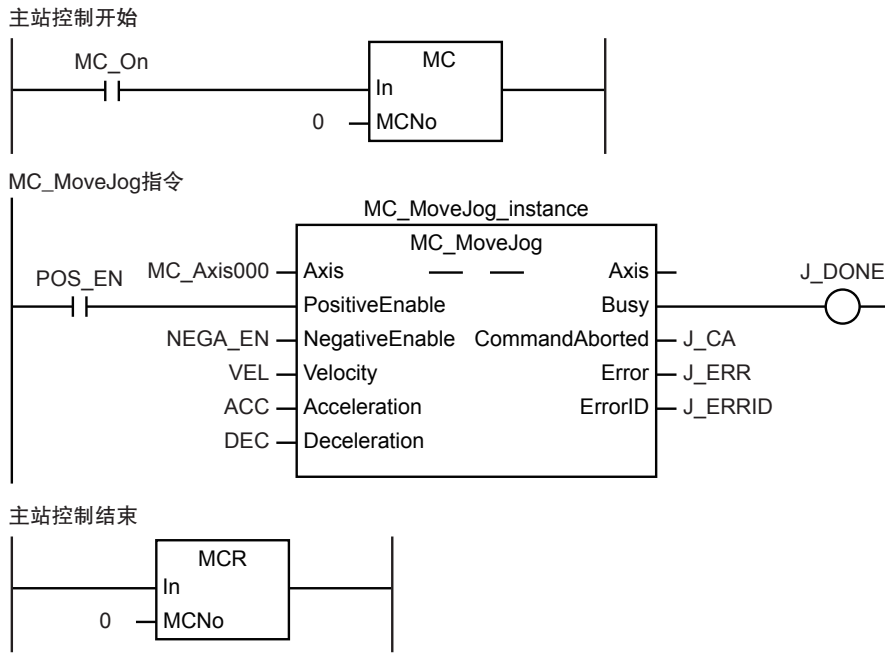 主站控制开始
MC_On
MC
In
0 MCNo
MC_MoveJog指令
MC_MoveJog_instance
MC_MoveJog
MC_Axis000 Axis Axis
POS_EN PositiveEnable Busy J_DONE
NEGA_EN NegativeEnable CommandAborted J_CA
VEL Velocity Error J_ERR
ACC Acceleration ErrorID J_ERRID
DEC Deceleration
主站控制结束
MCR
In
0 MCNo